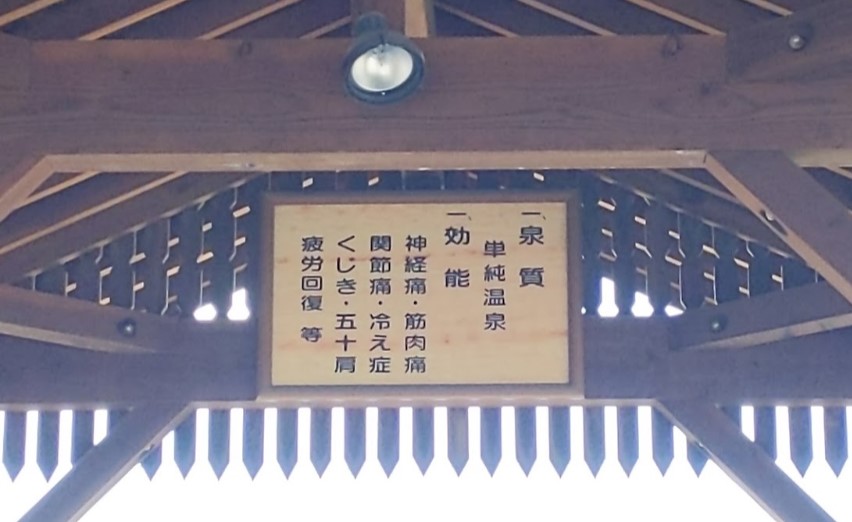 一、泉質
単純温泉
一、効能
神経痛・筋肉痛
関節痛・冷え症
くじき・五十肩
疲労回復 等